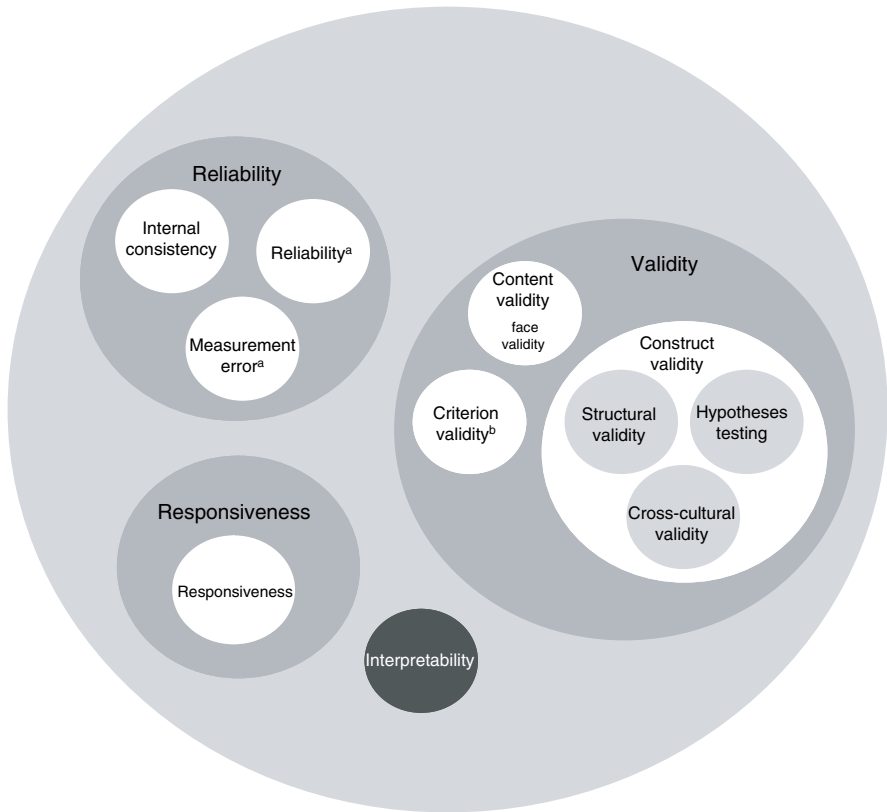 Reliability
Internal
consistency
Reliabilityᵃ
Measurement
errorᵃ
Validity
Content
validity
face
validity
Construct
validity
Criterion
validityᵇ
Structural
validity
Hypotheses
testing
Cross-cultural
validity
Responsiveness
Responsiveness
Interpretability